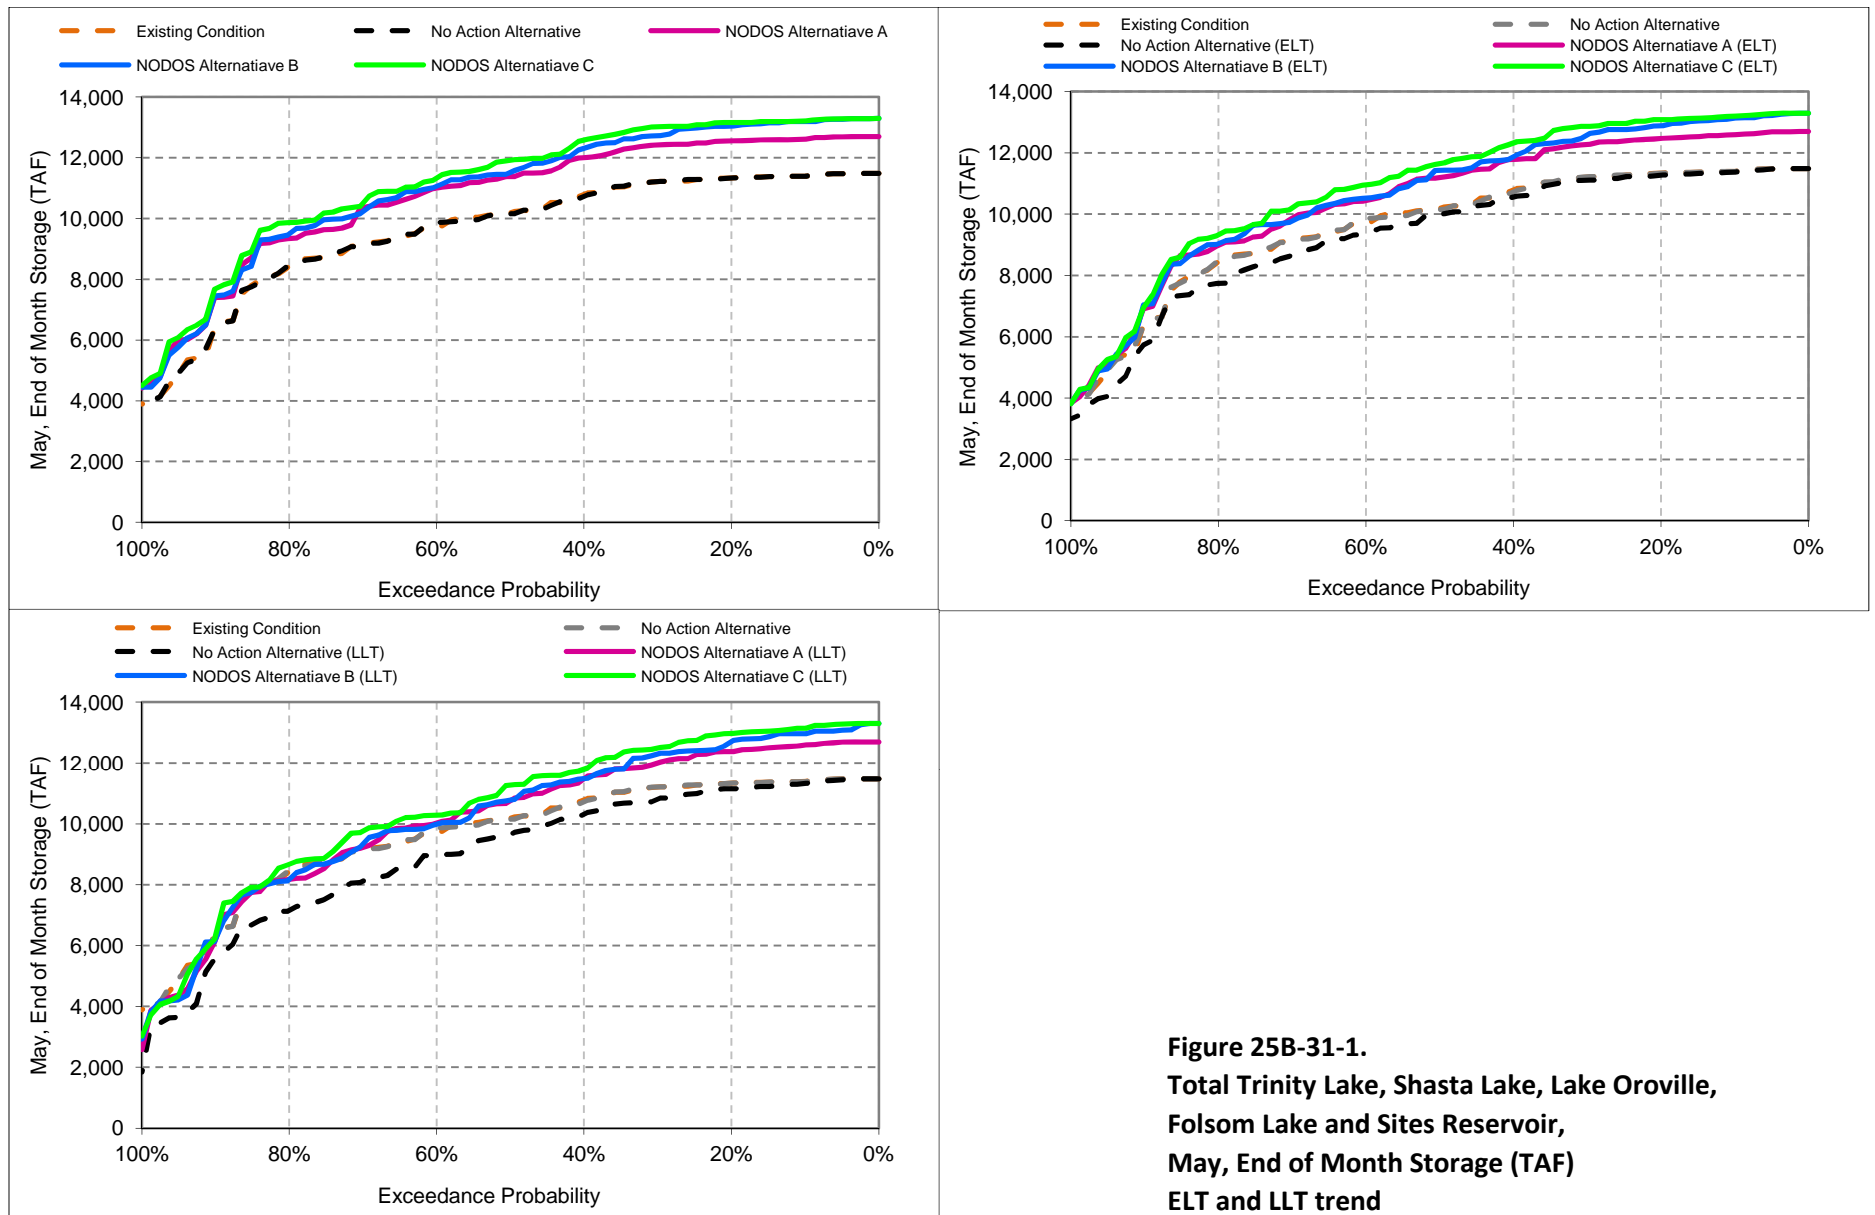 Existing Condition
No Action Alternative
NODOS Alternatiave A
NODOS Alternatiave B
NODOS Alternatiave C
14,000
12,000
10,000
8,000
6,000
4,000
2,000
0
May, End of Month Storage (TAF)
100%
80%
60%
40%
20%
0%
Exceedance Probability
Existing Condition
No Action Alternative
No Action Alternative (ELT)
NODOS Alternatiave A (ELT)
NODOS Alternatiave B (ELT)
NODOS Alternatiave C (ELT)
14,000
12,000
10,000
8,000
6,000
4,000
2,000
0
May, End of Month Storage (TAF)
100%
80%
60%
40%
20%
0%
Exceedance Probability
Existing Condition
No Action Alternative
No Action Alternative (LLT)
NODOS Alternatiave A (LLT)
NODOS Alternatiave B (LLT)
NODOS Alternatiave C (LLT)
14,000
12,000
10,000
8,000
6,000
4,000
2,000
0
May, End of Month Storage (TAF)
100%
80%
60%
40%
20%
0%
Exceedance Probability
Figure 25B-31-1.
Total Trinity Lake, Shasta Lake, Lake Oroville,
Folsom Lake and Sites Reservoir,
May, End of Month Storage (TAF)
ELT and LLT trend